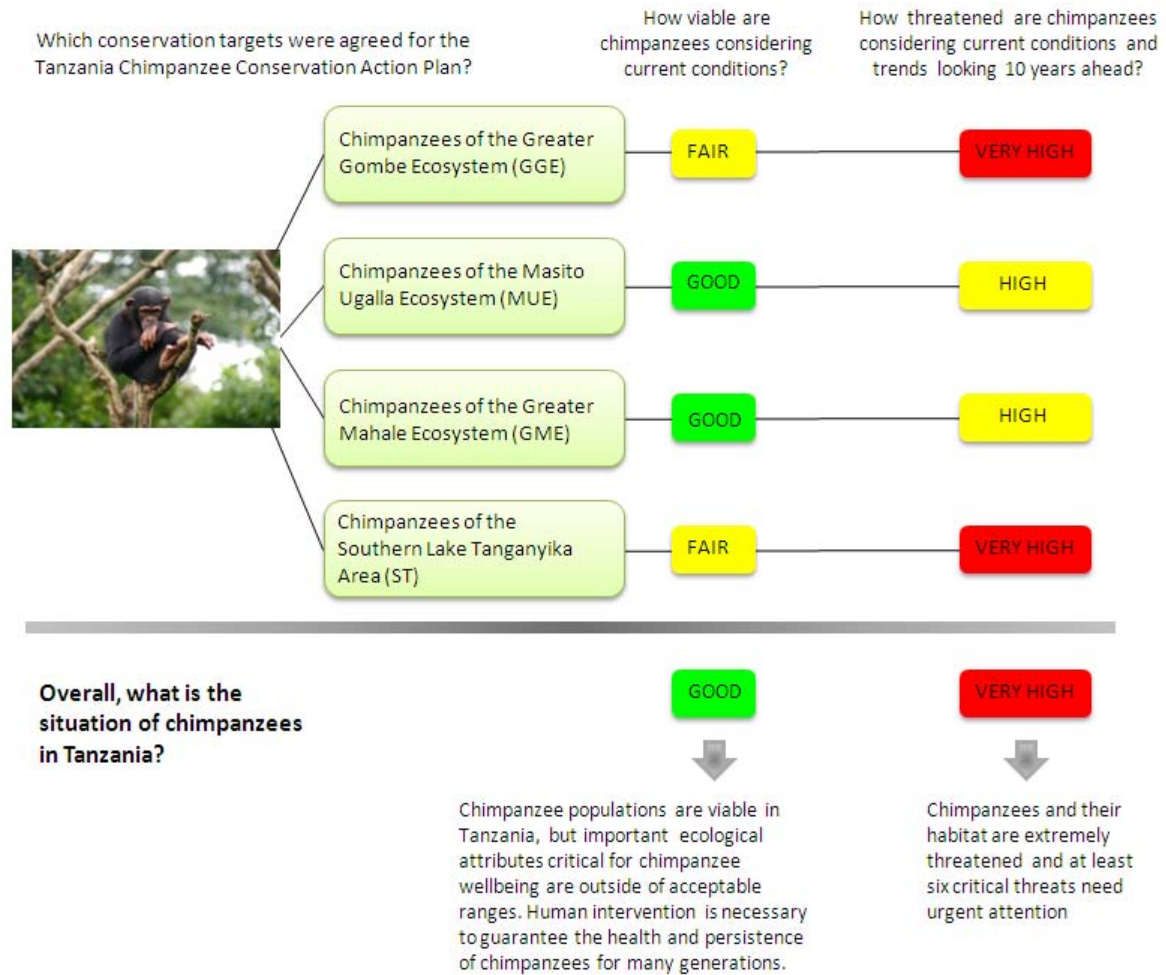 Which conservation targets were agreed for the
Tanzania Chimpanzee Conservation Action Plan?
How viable are
chimpanzees considering
current conditions?
How threatened are chimpanzees
considering current conditions and
trends looking 10 years ahead?
Chimpanzees of the Greater
Gombe Ecosystem (GGE)
FAIR
VERY HIGH
Chimpanzees of the Masito
Ugalla Ecosystem (MUE)
GOOD
HIGH
Chimpanzees of the Greater
Mahale Ecosystem (GME)
GOOD
HIGH
Chimpanzees of the
Southern Lake Tanganyika
Area (ST)
FAIR
VERY HIGH
Overall, what is the
situation of chimpanzees
in Tanzania?
GOOD
VERY HIGH
Chimpanzee populations are viable in
Tanzania, but important ecological
attributes critical for chimpanzee
wellbeing are outside of acceptable
ranges. Human intervention is necessary
to guarantee the health and persistence
of chimpanzees for many generations.
Chimpanzees and their
habitat are extremely
threatened and at least
six critical threats need
urgent attention